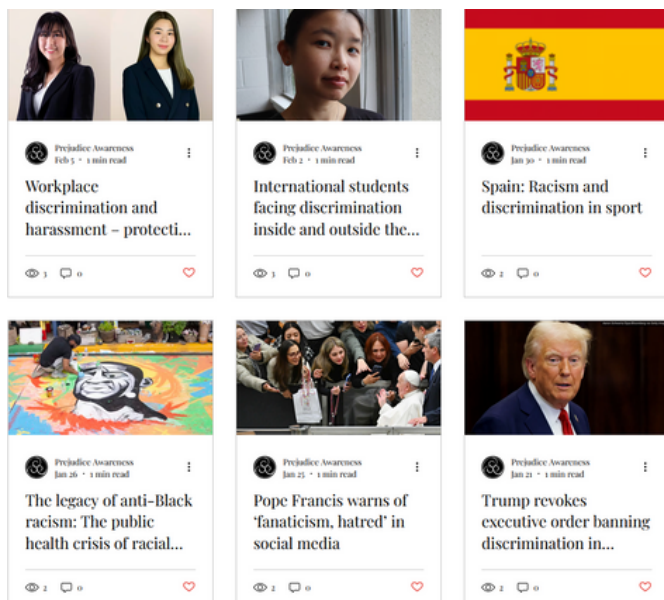 Prejudice Awareness
Feb 5 · 1 min read
Workplace
discrimination and
harassment – protecti...
3 0
Prejudice Awareness
Feb 2 · 1 min read
International students
facing discrimination
inside and outside the...
3 0
Prejudice Awareness
Jan 30 · 1 min read
Spain: Racism and
discrimination in sport
2 0
Prejudice Awareness
Jan 26 · 1 min read
The legacy of anti-Black
racism: The public
health crisis of racial...
2 0
Prejudice Awareness
Jan 25 · 1 min read
Pope Francis warns of
‘fanaticism, hatred’ in
social media
2 0
Prejudice Awareness
Jan 21 · 1 min read
Trump revokes
executive order banning
discrimination in...
2 0